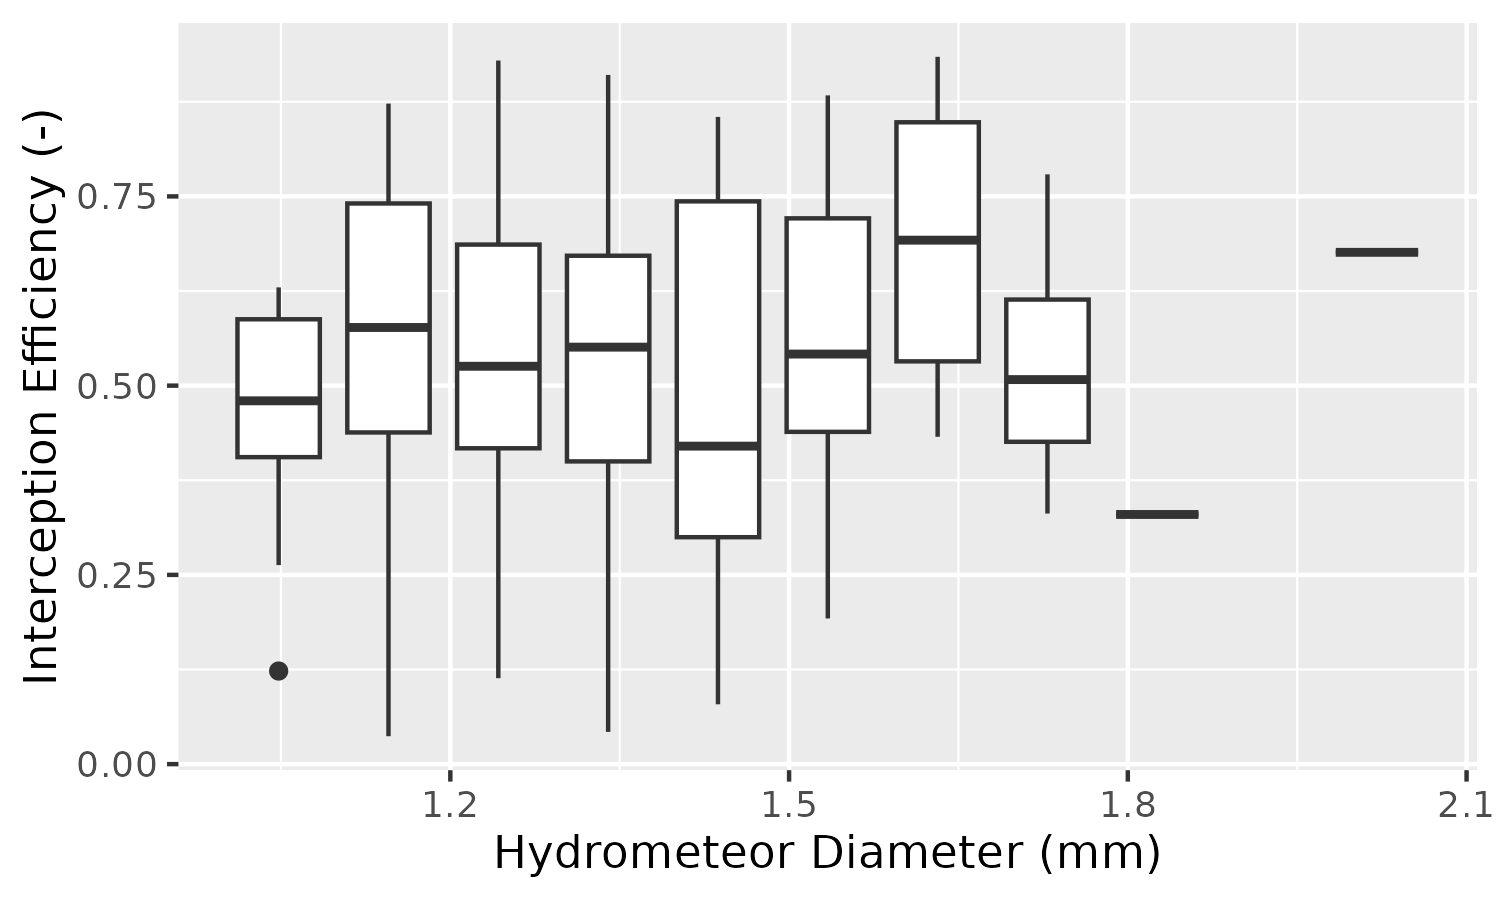 Interception Efficiency (-)
0.75
0.50
0.25
0.00
1.2 1.5 1.8 2.1
Hydrometeor Diameter (mm)